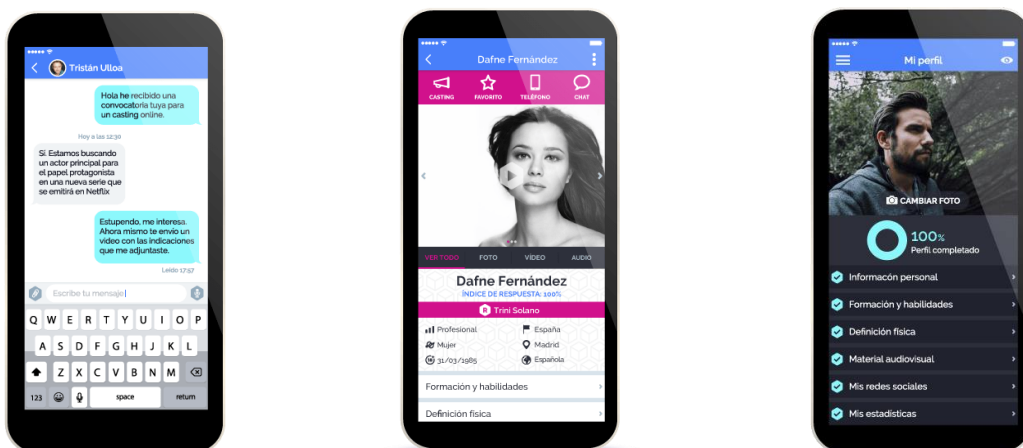 Tristán Ulloa
Hola he recibido una
convocatoria tuya para
un casting online.
Hoy a las 12:30
Sí. Estamos buscando
un actor principal para
el papel protagonista
en una nueva serie que
se emitirá en Netflix
Estupendo, me interesa.
Ahora mismo te envio un
video con las indicaciones
que me adjuntaste.
Leído 17:57
Escribe tu mensaje
Q W E R T Y U I O P
A S D F G H J K L
Z X C V B N M
123 space return
Dafne Fernández
CASTING FAVORITO TELÉFONO CHAT
VER TODO FOTO VÍDEO AUDIO
Dafne Fernández
ÍNDICE DE RESPUESTA: 100%
R Trini Solano
Profesional España
Mujer Madrid
31/03/1985 Española
Formación y habilidades
Definición física
Mi perfil
CAMBIAR FOTO
100%
Perfil completado
Informacón personal
Formación y habilidades
Definición física
Material audiovisual
Mis redes sociales
Mis estadísticas